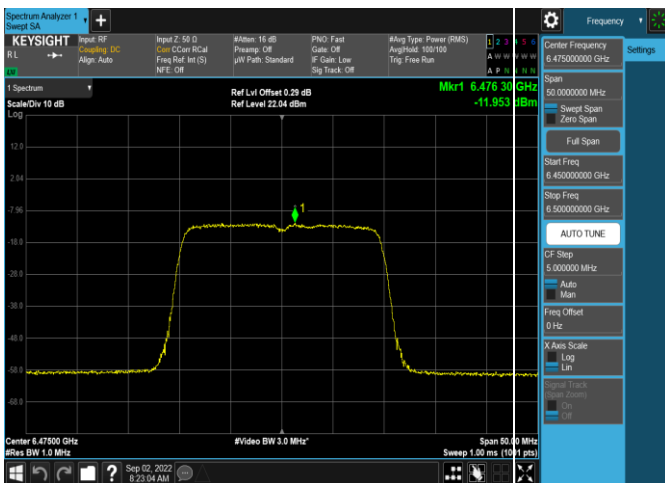 Spectrum Analyzer 1
Swept SA
KEYSIGHT
R L
LXI
Input: RF
Coupling: DC
Align: Auto
Input Z: 50 Ω
Corr CCorr RCal
Freq Ref: Int (S)
NFE: Off
#Atten: 16 dB
Preamp: Off
µW Path: Standard
PNO: Fast
Gate: Off
IF Gain: Low
Sig Track: Off
#Avg Type: Power (RMS)
Avg|Hold: 100/100
Trig: Free Run
1 2 3 4 5 6
A W W W W W
A P N N N N
1 Spectrum
Scale/Div 10 dB
Log
Ref Lvl Offset 0.29 dB
Ref Level 22.04 dBm
Mkr1 6.476 30 GHz
-11.953 dBm
12.0
2.04
-7.96
-18.0
-28.0
-38.0
-48.0
-58.0
-68.0
1
Center 6.47500 GHz
#Res BW 1.0 MHz
#Video BW 3.0 MHz*
Span 50.00 MHz
Sweep 1.00 ms (1001 pts)
Sep 02, 2022
8:23:04 AM
Frequency
Settings
Center Frequency
6.475000000 GHz
Span
50.0000000 MHz
Swept Span
Zero Span
Full Span
Start Freq
6.450000000 GHz
Stop Freq
6.500000000 GHz
AUTO TUNE
CF Step
5.000000 MHz
Auto
Man
Freq Offset
0 Hz
X Axis Scale
Log
Lin
Signal Track
(Span Zoom)
On
Off